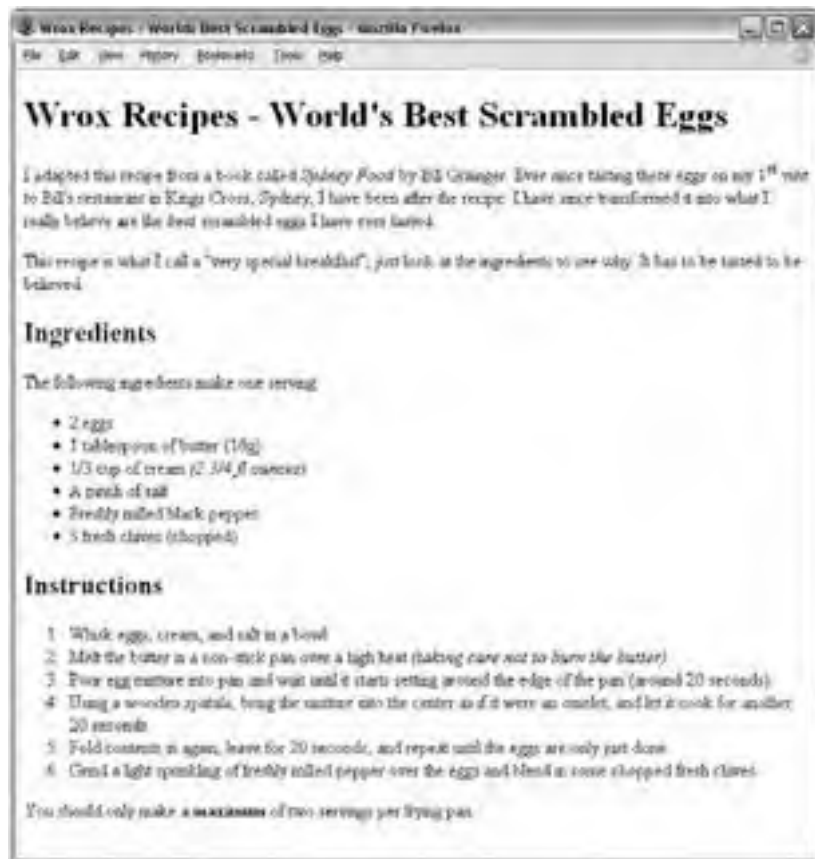 Wrox Recipes - World's Best Scrambled Eggs - Mozilla Firefox
File Edit View History Bookmarks Tools Help
Wrox Recipes - World's Best Scrambled Eggs
I adapted this recipe from a book called Sydney Food by Bill Grainger. Ever since tasting these eggs on my 1st visit
to Bill's restaurant in Kings Cross, Sydney, I have been after the recipe. I have since transformed it into what I
really believe are the best scrambled eggs I have ever tasted.
This recipe is what I call a "very special breakfast"; just look at the ingredients to see why. It has to be tasted to be
believed.
Ingredients
The following ingredients make one serving:
• 2 eggs
• 1 tablespoon of butter (10g)
• 1/3 cup of cream (2 3/4 fl ounces)
• A pinch of salt
• Freshly milled black pepper
• 3 fresh chives (chopped)
Instructions
1. Whisk eggs, cream, and salt in a bowl.
2. Melt the butter in a non-stick pan over a high heat (taking care not to burn the butter).
3. Pour egg mixture into pan and wait until it starts setting around the edge of the pan (around 20 seconds).
4. Using a wooden spatula, bring the mixture into the center as if it were an omelet, and let it cook for another
20 seconds.
5. Fold contents in again, leave for 20 seconds, and repeat until the eggs are only just done.
6. Grind a light sprinkling of freshly milled pepper over the eggs and blend in some chopped fresh chives.
You should only make a maximum of two servings per frying pan.